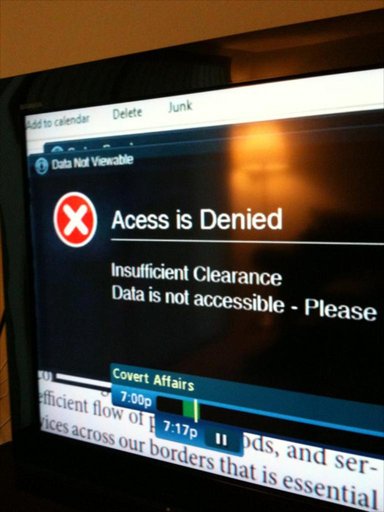 Add to calendar Delete Junk
Data Not Viewable
Acess is Denied
Insufficient Clearance
Data is not accessible - Please
Covert Affairs
7:00p
7:17p
efficient flow of ods, and ser-
vices across our borders that is essential